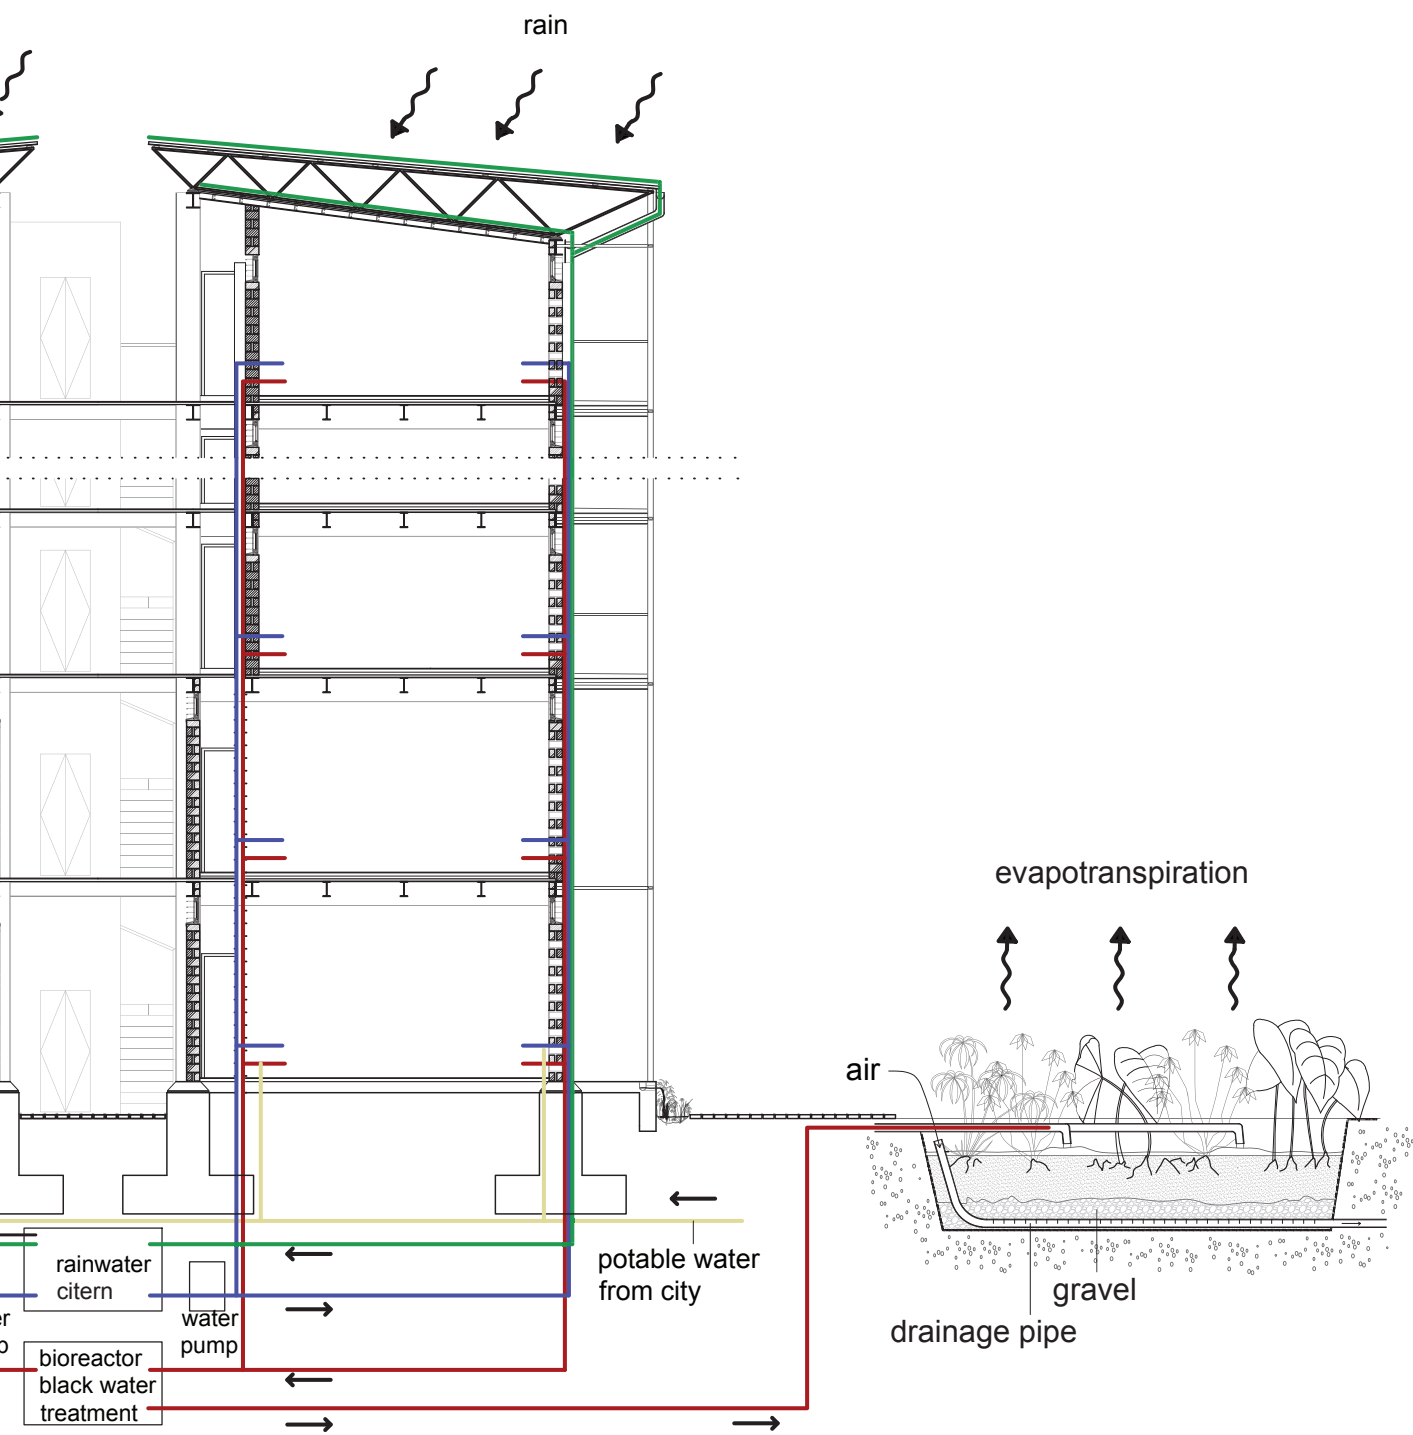 rain
evapotranspiration
air
potable water
from city
gravel
drainage pipe
rainwater
citern
water
pump
bioreactor
black water
treatment